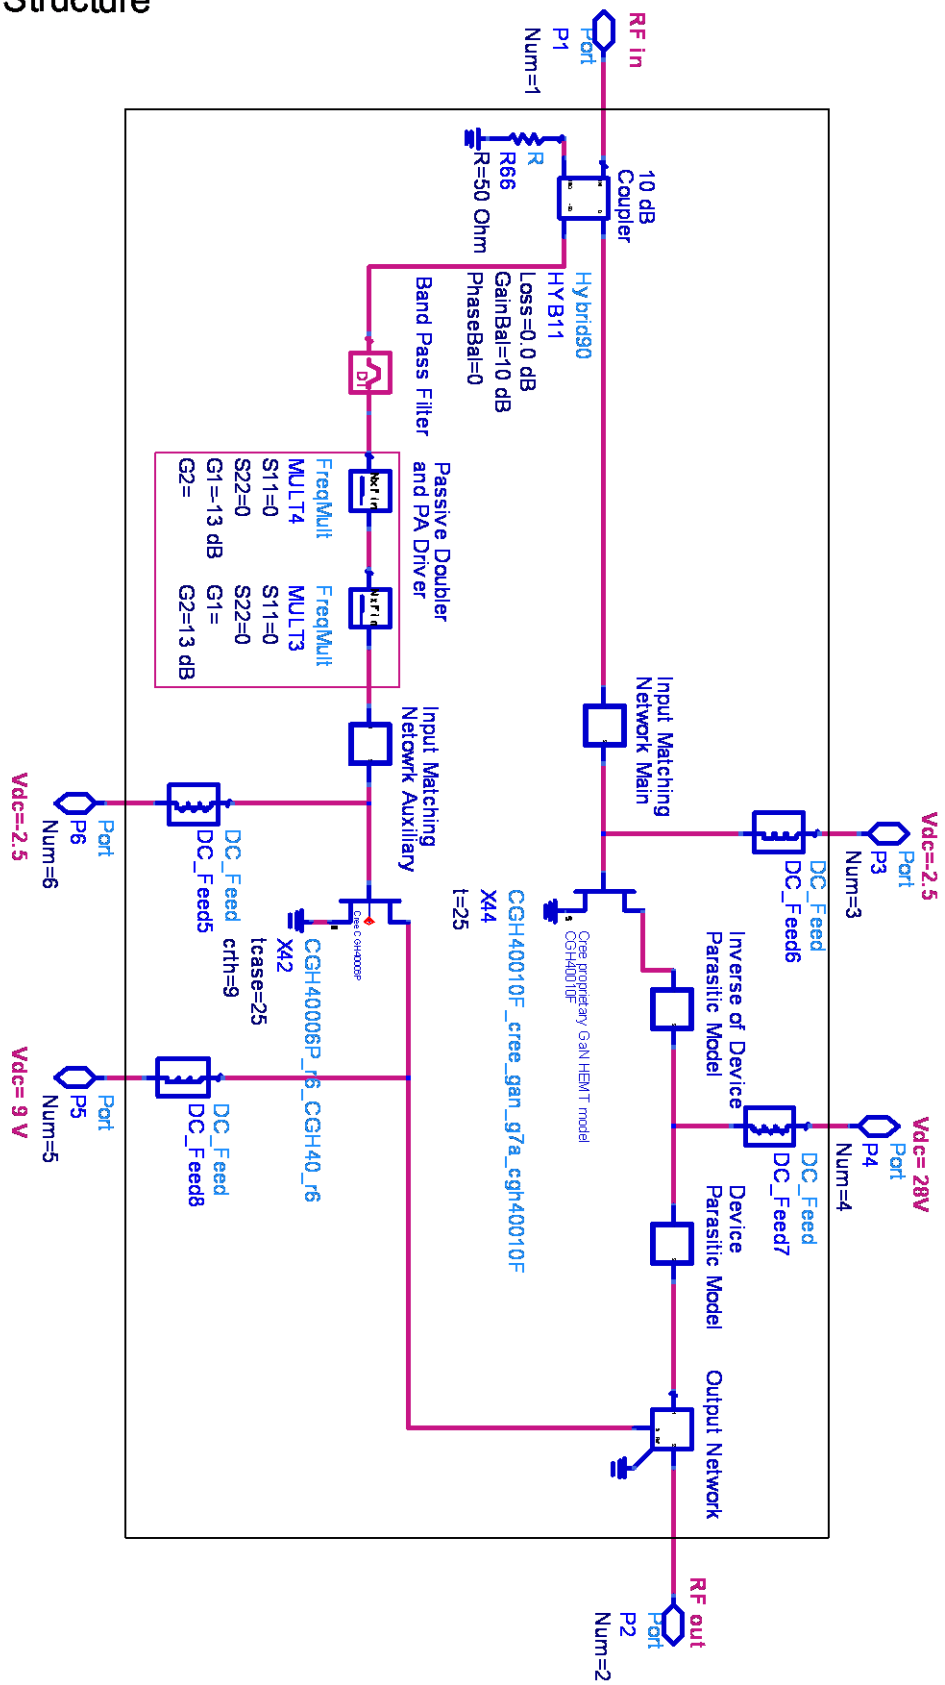 Structure
RF in
Port
P1
Num=1
10 dB
Coupler
R
R66
R=50 Ohm
Hybrid90
HYB11
Loss=0.0 dB
GainBal=10 dB
PhaseBal=0
Band Pass Filter
Passive Doubler
and PA Driver
FreqMult
MULT4
S11=0
S22=0
G1=-13 dB
G2=
FreqMult
MULT3
S11=0
S22=0
G1=
G2=13 dB
Input Matching
Network Main
Input Matching
Netowrk Auxiliary
Vdc=-2.5
Port
P3
Num=3
DC_Feed
DC_Feed6
Vdc=-2.5
Port
P6
Num=6
DC_Feed
DC_Feed5
Cree proprietary GaN HEMT model
CGH40010F
CGH40010F_cree_gan_g7a_cgh40010F
X44
t=25
Cree CGH40006P
CGH40006P_r6_CGH40_r6
X42
tcase=25
crth=9
Inverse of Device
Parasitic Model
Vdc= 28V
Port
P4
Num=4
DC_Feed
DC_Feed7
Vdc= 9 V
Port
P5
Num=5
DC_Feed
DC_Feed8
Device
Parasitic Model
Output Network
RF out
Port
P2
Num=2